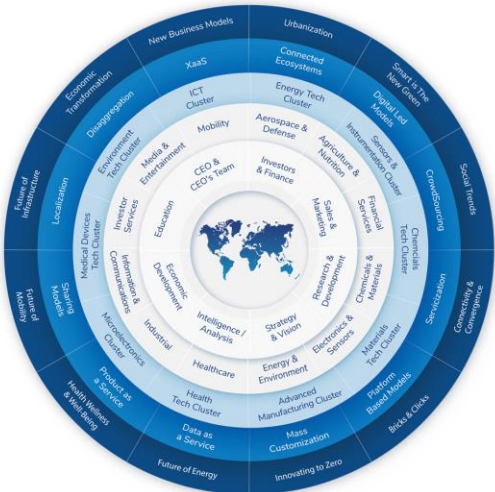 New Business Models
Urbanization
Smart is The
New Green
Social Trends
Connectivity &
Convergence
Bricks & Clicks
Innovating to Zero
Future of Energy
Health Wellness
& Well-Being
Future of
Mobility
Future of
Infrastructure
Economic
Transformation
XaaS
Connected
Ecosystems
Digital Led
Models
CrowdSourcing
Servicization
Platform
Based Models
Mass
Customization
Data as
a Service
Product as
a Service
Sharing
Models
Localization
Disaggregation
ICT
Cluster
Energy Tech
Cluster
Sensors &
Instrumentation Cluster
Chemcials
Tech Cluster
Materials
Tech Cluster
Advanced
Manufacturing Cluster
Health
Tech Cluster
Microelectronics
Cluster
Medical Devices
Tech Cluster
Environment
Tech Cluster
Mobility
Aerospace &
Defense
Agriculture &
Nutrition
Financial
Services
Chemicals &
Materials
Electronics &
Sensors
Energy &
Environment
Healthcare
Industrial
Information &
Communications
Investor
Services
Media &
Entertainment
CEO &
CEO's Team
Investors
& Finance
Sales &
Marketing
Research &
Development
Strategy
& Vision
Intelligence /
Analysis
Economic
Development
Education